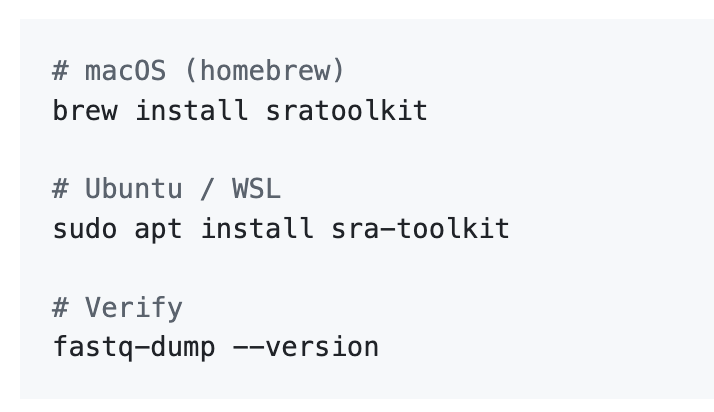 # macOS (homebrew)
brew install sratoolkit
# Ubuntu / WSL
sudo apt install sra-toolkit
# Verify
fastq-dump --version